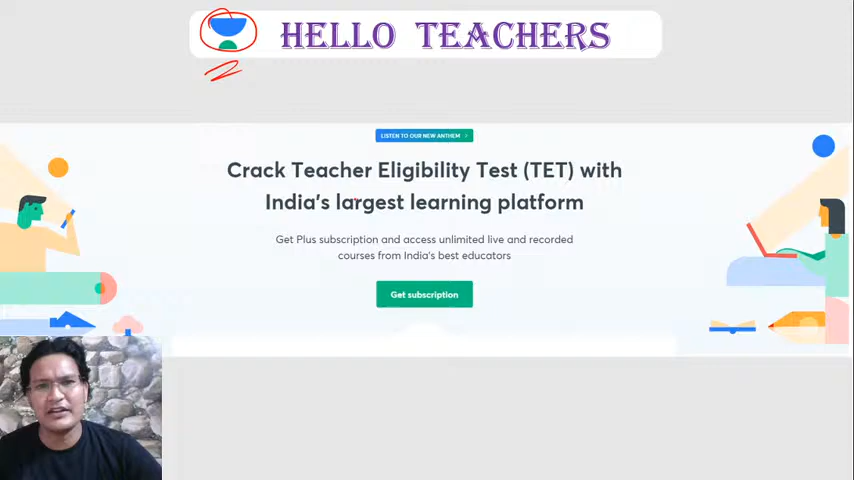 HELLO TEACHERS
LISTEN TO OUR NEW ANTHEM >
Crack Teacher Eligibility Test (TET) with
India's largest learning platform
Get Plus subscription and access unlimited live and recorded
courses from India's best educators
Get subscription